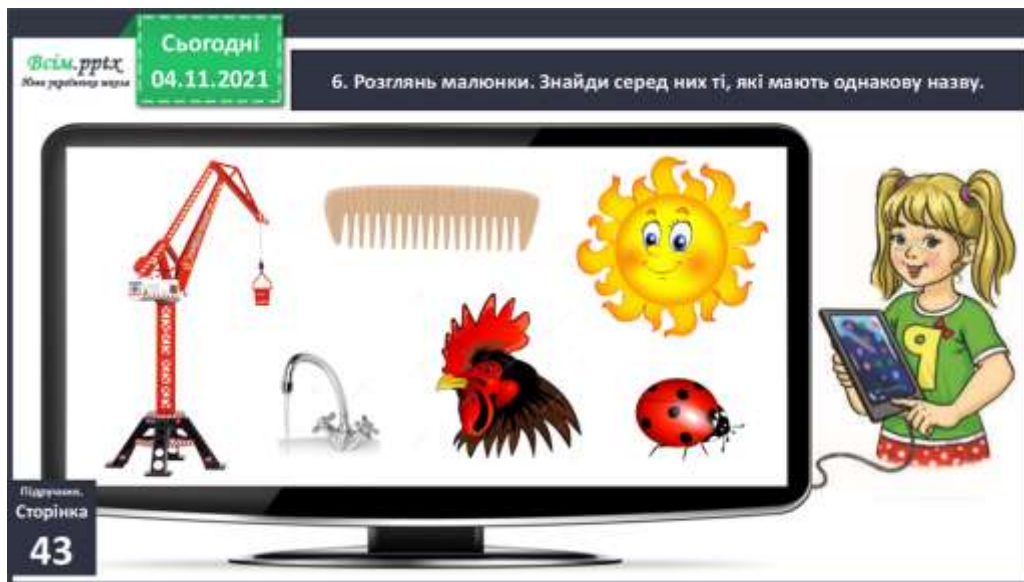 Всім.pptx
Нова українська школа
Сьогодні
04.11.2021
6. Розглянь малюнки. Знайди серед них ті, які мають однакову назву.
Підручник.
Сторінка
43